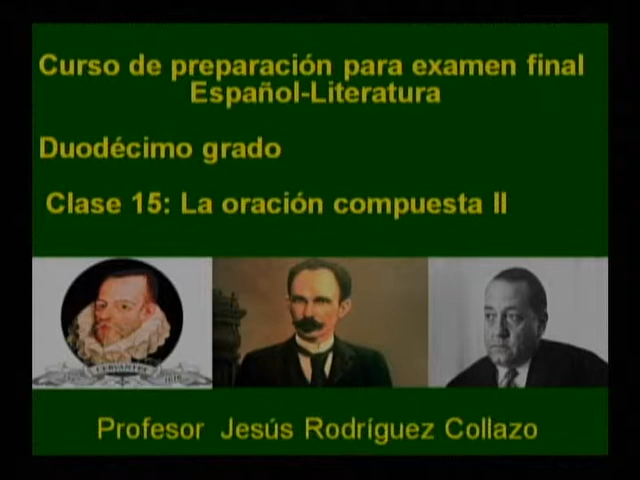 Curso de preparación para examen final
Español-Literatura
Duodécimo grado
Clase 15: La oración compuesta II
CERVANTES
Profesor Jesús Rodríguez Collazo